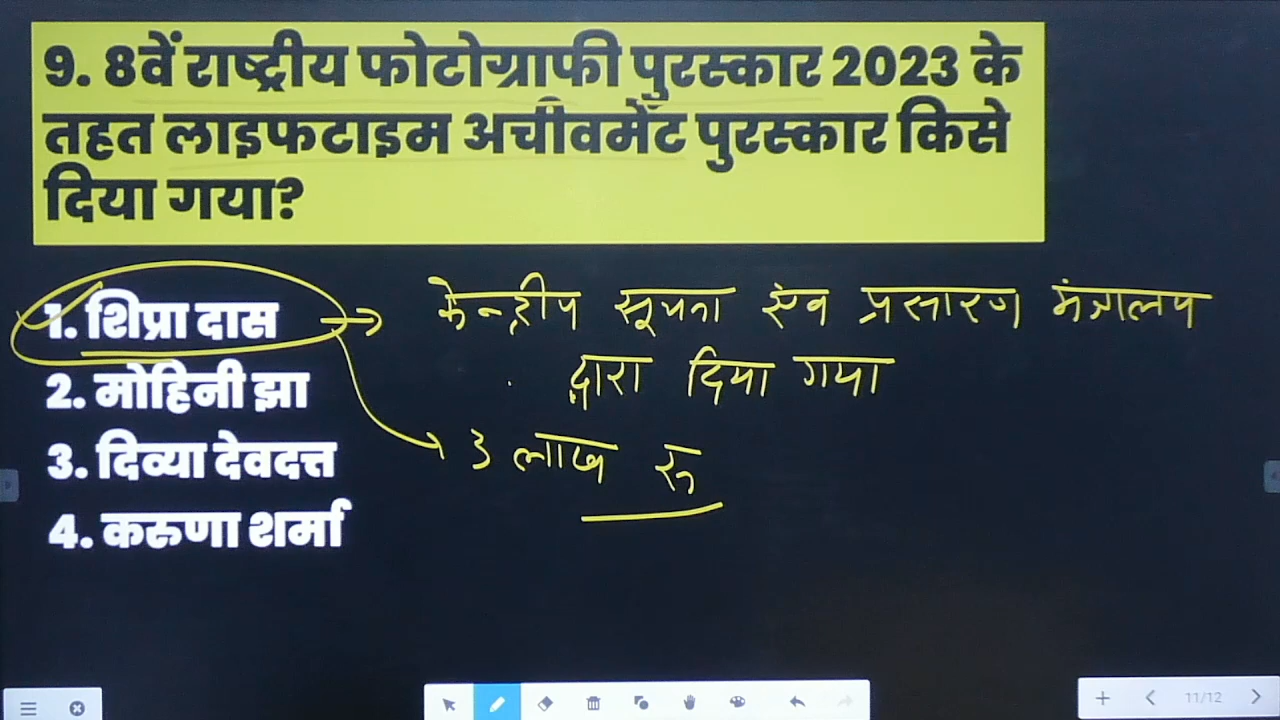 9. 8वें राष्ट्रीय फोटोग्राफी पुरस्कार 2023 के
तहत लाइफटाइम अचीवमेंट पुरस्कार किसे
दिया गया?
1. शिप्रा दास → केन्द्रीय सूचना एंव प्रसारण मंत्रालय
द्वारा दिया गया
2. मोहिनी झा
3. दिव्या देवदत्त
3 लाख रु
4. करुणा शर्मा
11/12